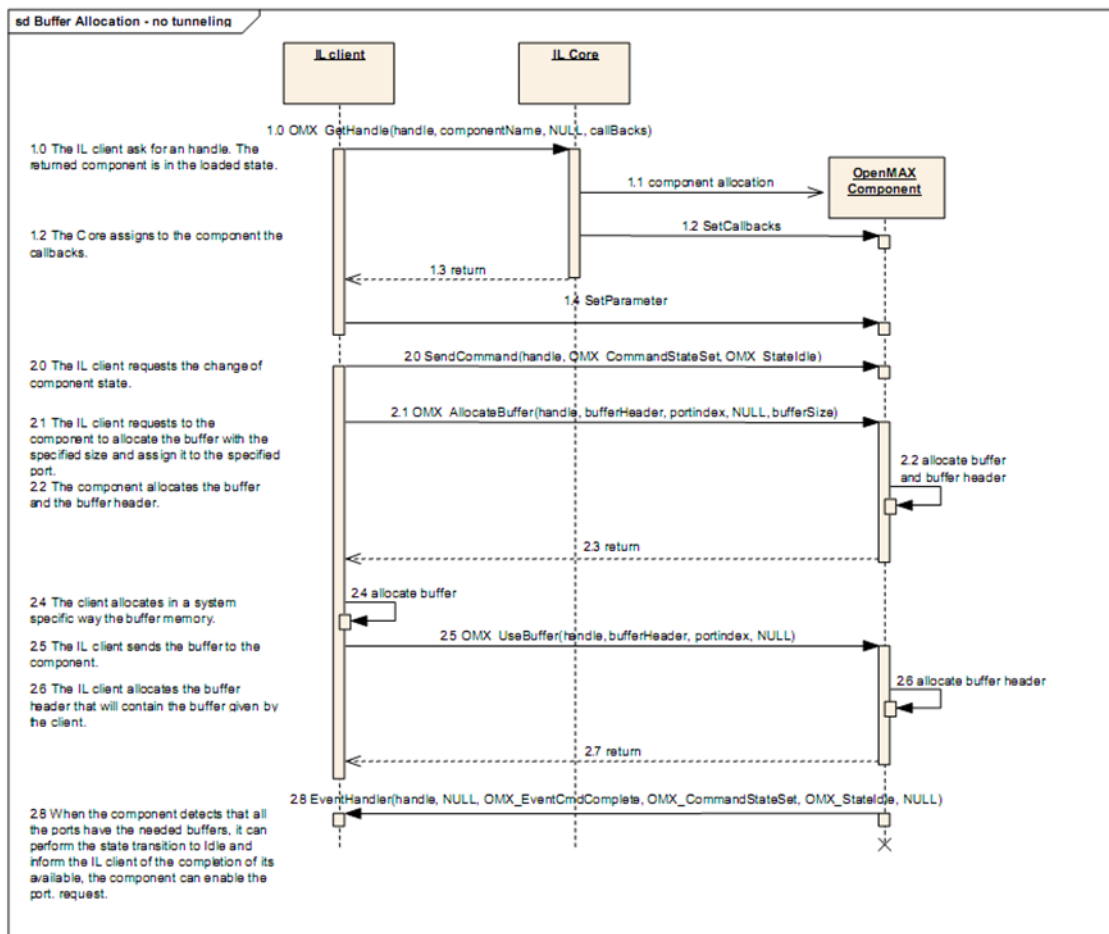 sd Buffer Allocation - no tunneling
IL client
IL Core
1.0 OMX_GetHandle(handle, componentName, NULL, callBacks)
1.0 The IL client ask for an handle. The
returned component is in the loaded state.
OpenMAX
Component
1.1 component allocation
1.2 SetCallbacks
1.2 The Core assigns to the component the
callbacks.
1.3 return
1.4 SetParameter
2.0 SendCommand(handle, OMX_CommandStateSet, OMX_StateIdle)
2.0 The IL client requests the change of
component state.
2.1 OMX_AllocateBuffer(handle, bufferHeader, portindex, NULL, bufferSize)
2.1 The IL client requests to the
component to allocate the buffer with the
specified size and assign it to the specified
port.
2.2 The component allocates the buffer
and the buffer header.
2.2 allocate buffer
and buffer header
2.3 return
2.4 allocate buffer
2.4 The client allocates in a system
specific way the buffer memory.
2.5 OMX_UseBuffer(handle, bufferHeader, portindex, NULL)
2.5 The IL client sends the buffer to the
component.
2.6 The IL client allocates the buffer
header that will contain the buffer given by
the client.
2.6 allocate buffer header
2.7 return
2.8 EventHandler(handle, NULL, OMX_EventCmdComplete, OMX_CommandStateSet, OMX_StateIdle, NULL)
2.8 When the component detects that all
the ports have the needed buffers, it can
perform the state transition to Idle and
inform the IL client of the completion of its
available, the component can enable the
port. request.